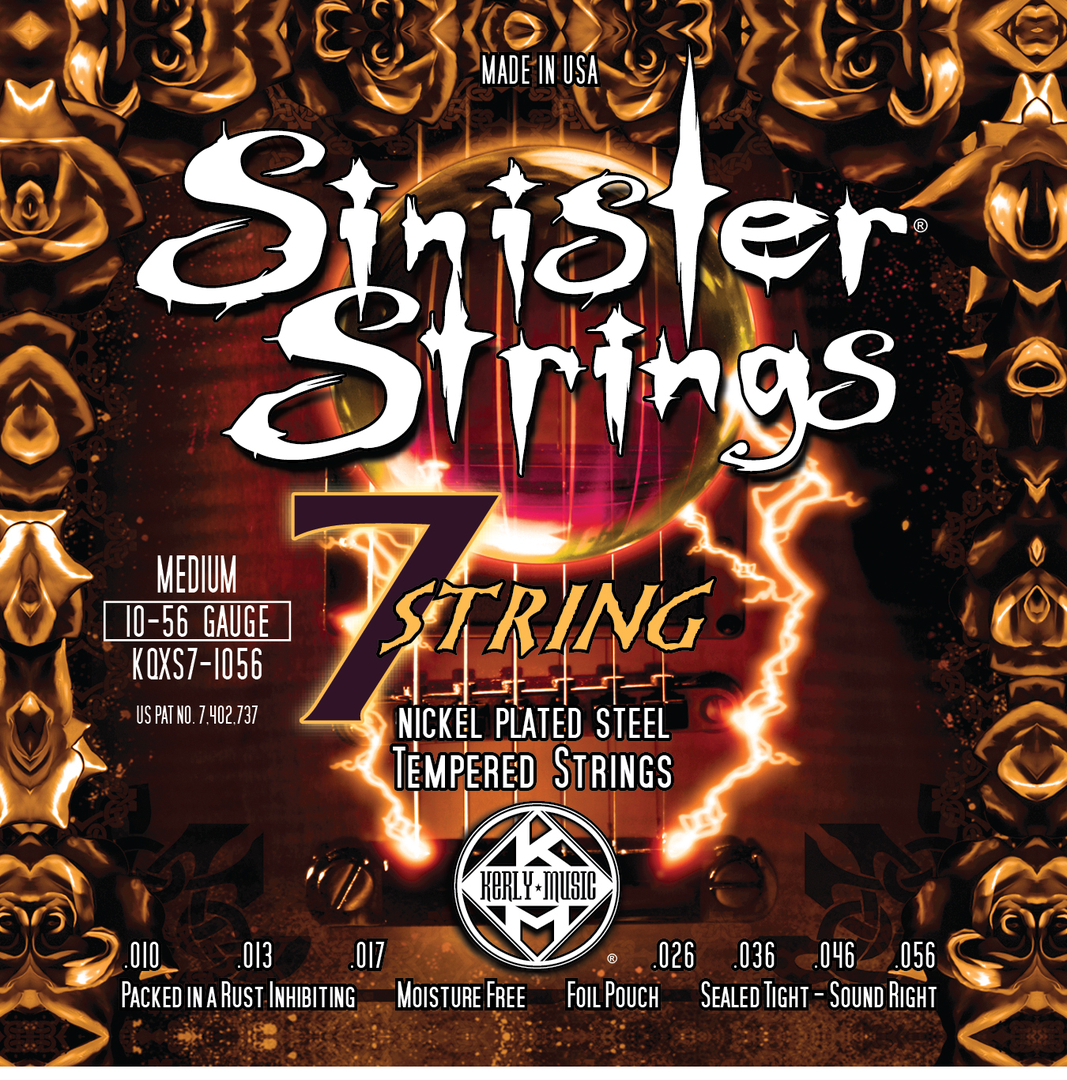 MADE IN USA
Sinister®
Strings
7 STRING
MEDIUM
10-56 GAUGE
KQXS7-1056
US PAT NO. 7,402,737
NICKEL PLATED STEEL
TEMPERED STRINGS
K
KERLY★MUSIC
M
®
.010 .013 .017 .026 .036 .046 .056
PACKED IN A RUST INHIBITING MOISTURE FREE FOIL POUCH SEALED TIGHT – SOUND RIGHT